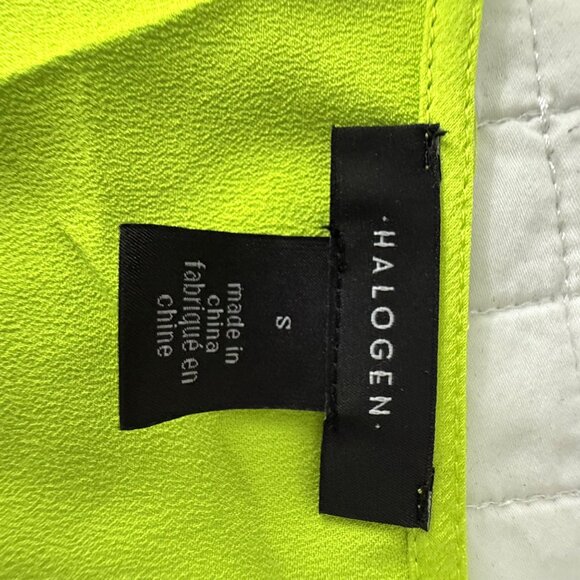 ·HALOGEN·
S
made in
china
fabriqué en
chine